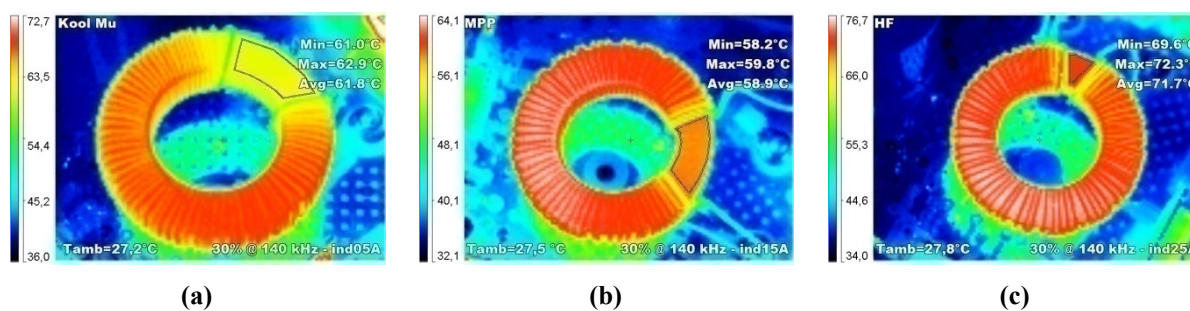 72,7
63,5
54,4
45,2
36,0
Kool Mu
Min=61.0°C
Max=62.9°C
Avg=61.8°C
Tamb=27,2°C
30% @ 140 kHz - ind05A
(a)
64,1
56,1
48,1
40,1
32,1
MPP
Min=58.2°C
Max=59.8°C
Avg=58.9°C
Tamb=27,5 °C
30% @ 140 kHz - ind15A
(b)
76,7
66,0
55,3
44,6
34,0
HF
Min=69.6°C
Max=72.3°C
Avg=71.7°C
Tamb=27,8°C
30% @ 140 kHz - ind25A
(c)